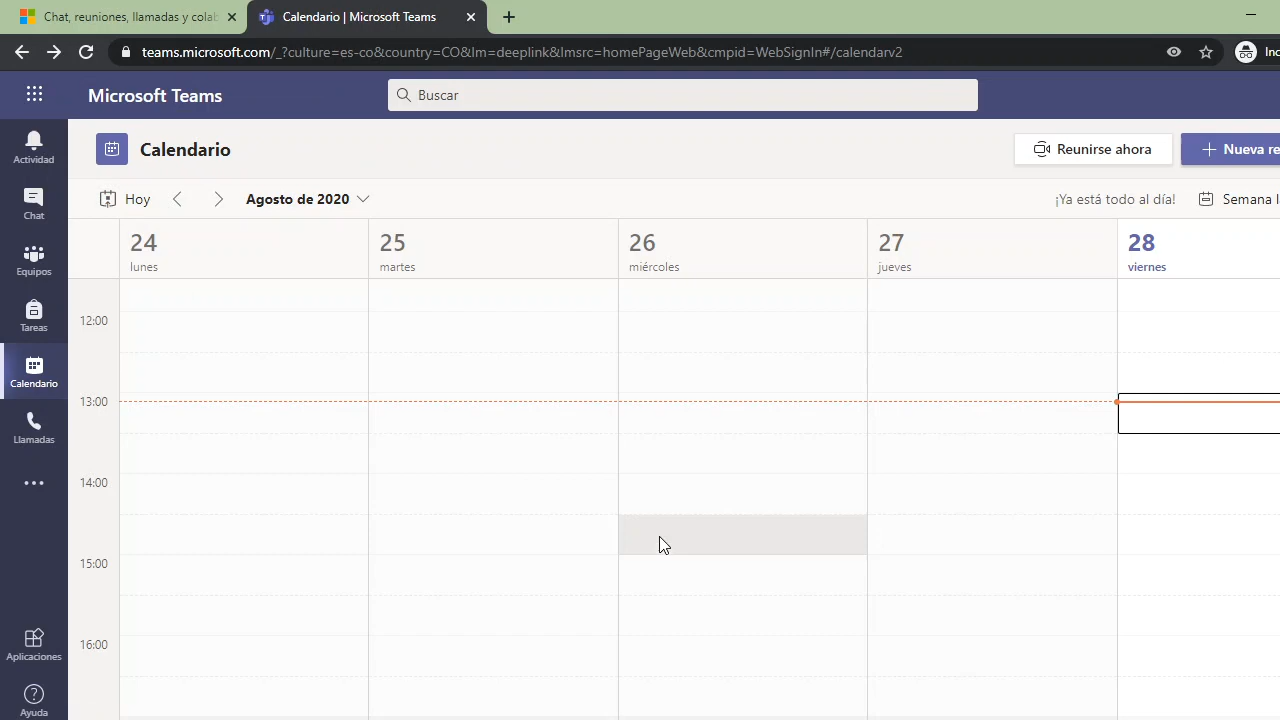 Chat, reuniones, llamadas y colab
Calendario | Microsoft Teams
teams.microsoft.com/_?culture=es-co&country=CO&lm=deeplink&lmsrc=homePageWeb&cmpid=WebSignIn#/calendarv2
Inc
Microsoft Teams
Buscar
Actividad
Chat
Equipos
Tareas
Calendario
Llamadas
Aplicaciones
Ayuda
Calendario
Reunirse ahora
Nueva re
Hoy
Agosto de 2020
¡Ya está todo al día!
Semana la
24
lunes
25
martes
26
miércoles
27
jueves
28
viernes
12:00
13:00
14:00
15:00
16:00